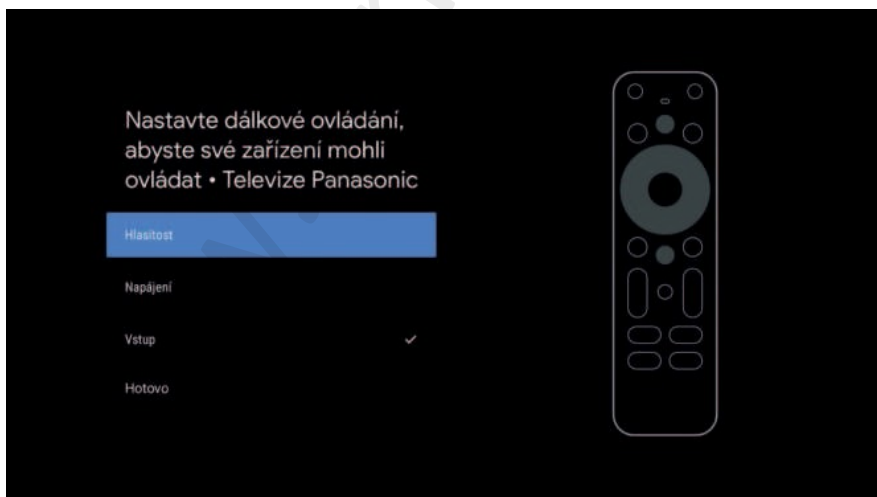 Nastavte dálkové ovládání,
abyste své zařízení mohli
ovládat • Televize Panasonic
Hlasitost
Napájení
Vstup
Hotovo